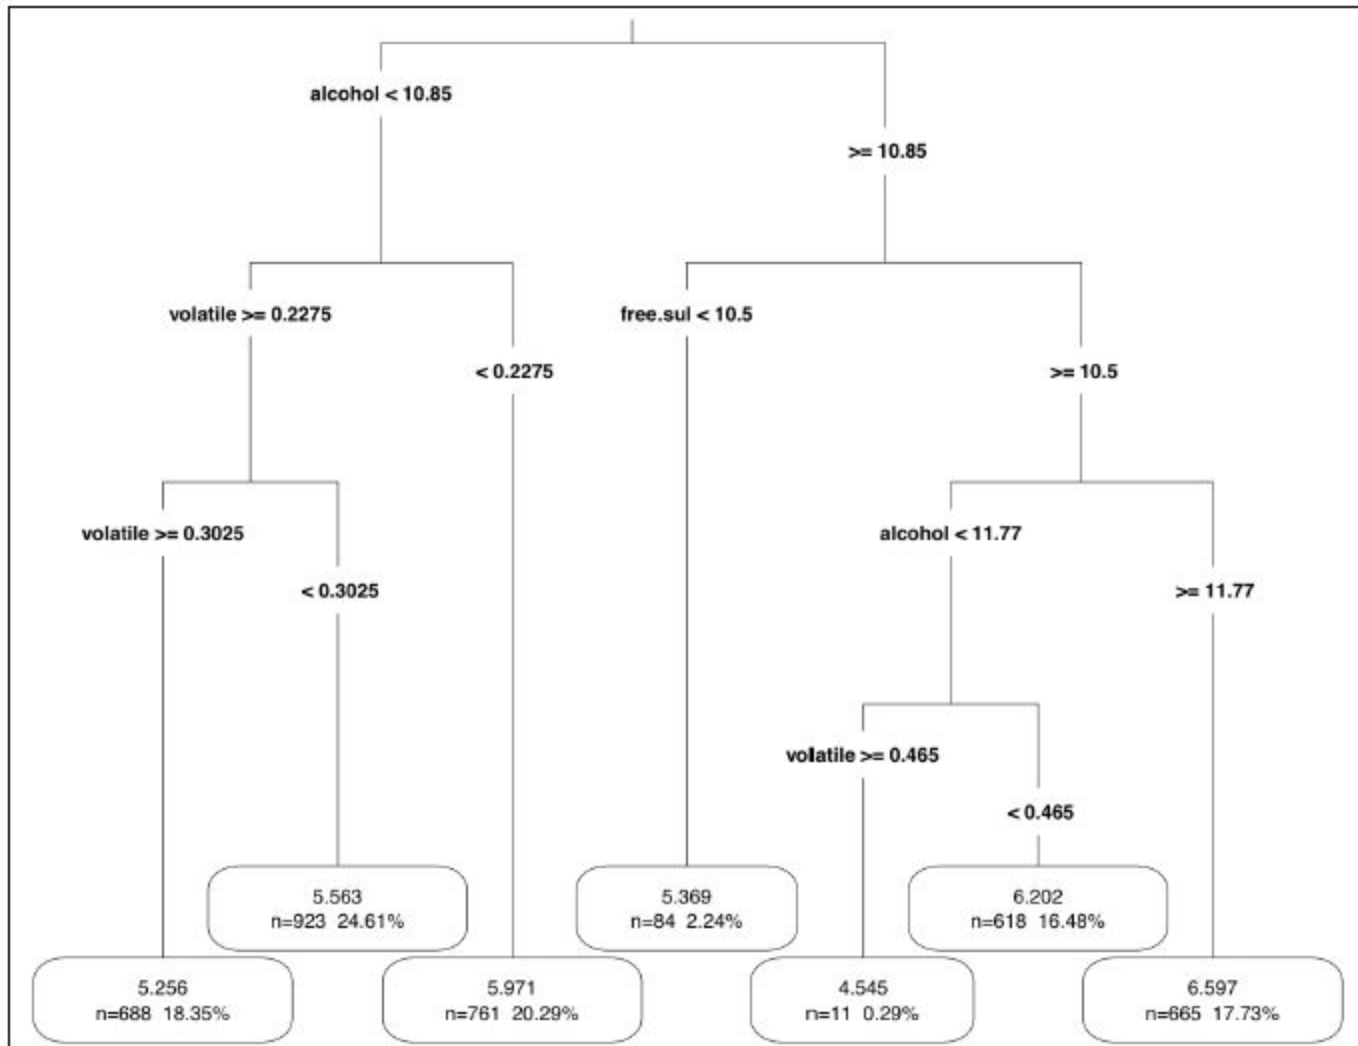 alcohol < 10.85
>= 10.85
volatile >= 0.2275
free.sul < 10.5
< 0.2275
>= 10.5
volatile >= 0.3025
alcohol < 11.77
< 0.3025
>= 11.77
volatile >= 0.465
< 0.465
5.563
n=923 24.61%
5.369
n=84 2.24%
6.202
n=618 16.48%
5.256
n=688 18.35%
5.971
n=761 20.29%
4.545
n=11 0.29%
6.597
n=665 17.73%